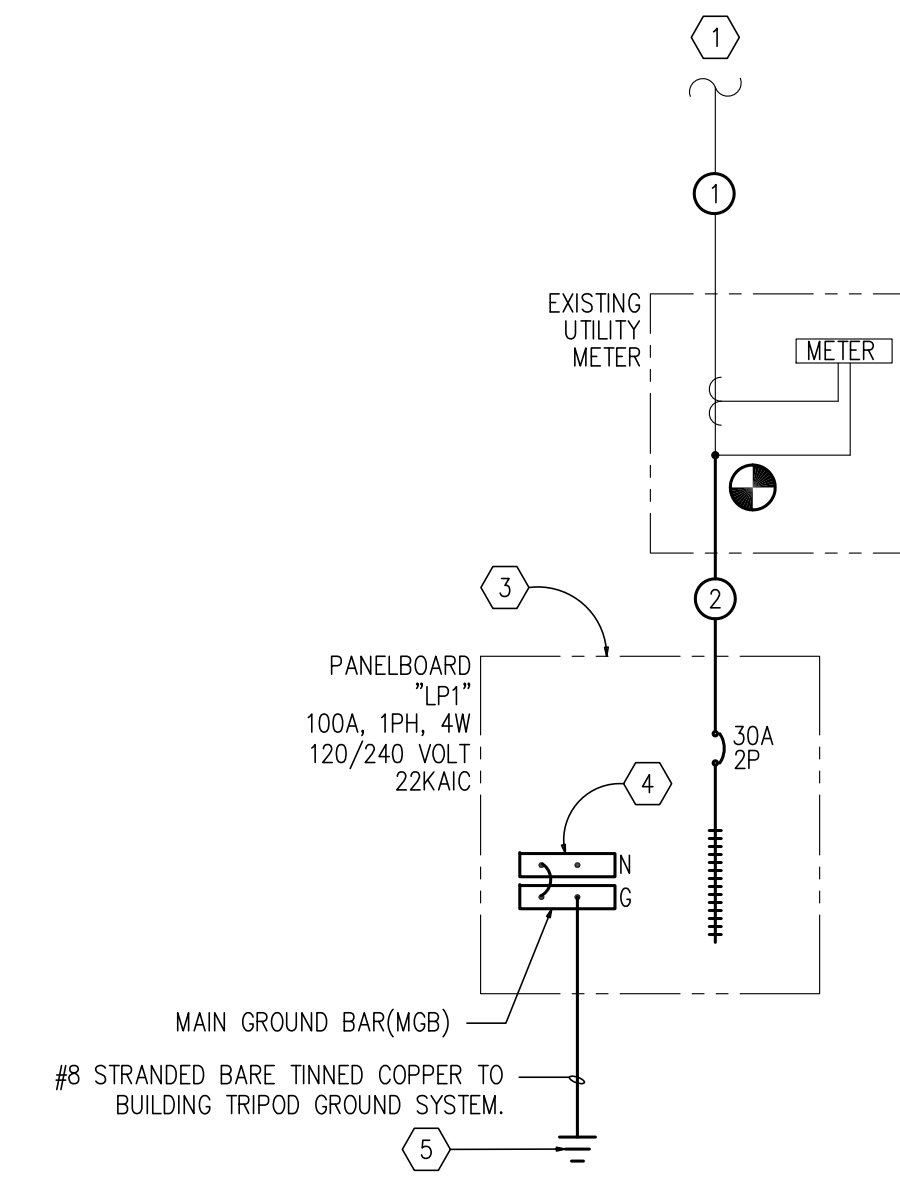 1
1
EXISTING
UTILITY
METER
METER
3
2
PANELBOARD
"LP1"
100A, 1PH, 4W
120/240 VOLT
22KAIC
30A
2P
4
N
G
MAIN GROUND BAR(MGB)
#8 STRANDED BARE TINNED COPPER TO
BUILDING TRIPOD GROUND SYSTEM.
5